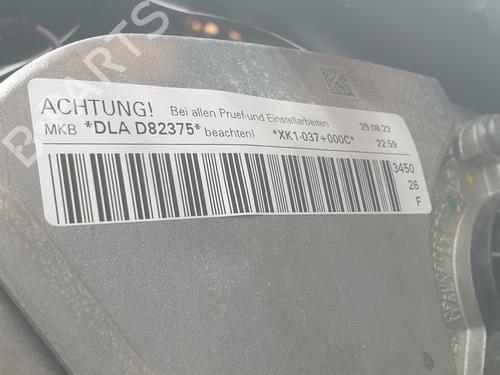 B-PARTS
ACHTUNG! Bei allen Pruef-und Einstellarbeiten 29.08.22
MKB *DLA D82375* beachten! *XK1-037+000C* 22:59
3450
26
F